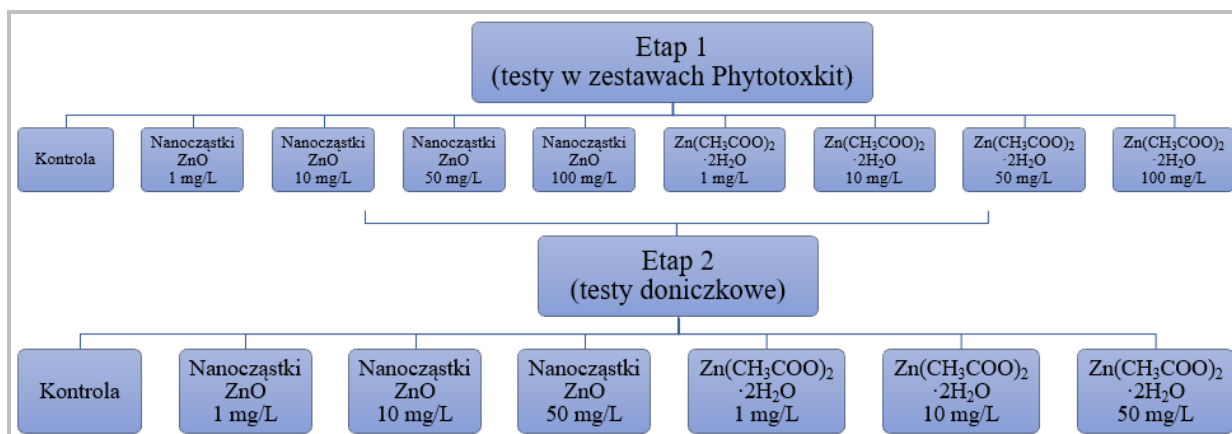 Etap 1
(testy w zestawach Phytotoxkit)
Kontrola
Nanocząstki
ZnO
1 mg/L
Nanocząstki
ZnO
10 mg/L
Nanocząstki
ZnO
50 mg/L
Nanocząstki
ZnO
100 mg/L
Zn(CH₃COO)₂
·2H₂O
1 mg/L
Zn(CH₃COO)₂
·2H₂O
10 mg/L
Zn(CH₃COO)₂
·2H₂O
50 mg/L
Zn(CH₃COO)₂
·2H₂O
100 mg/L
Etap 2
(testy doniczkowe)
Kontrola
Nanocząstki
ZnO
1 mg/L
Nanocząstki
ZnO
10 mg/L
Nanocząstki
ZnO
50 mg/L
Zn(CH₃COO)₂
·2H₂O
1 mg/L
Zn(CH₃COO)₂
·2H₂O
10 mg/L
Zn(CH₃COO)₂
·2H₂O
50 mg/L